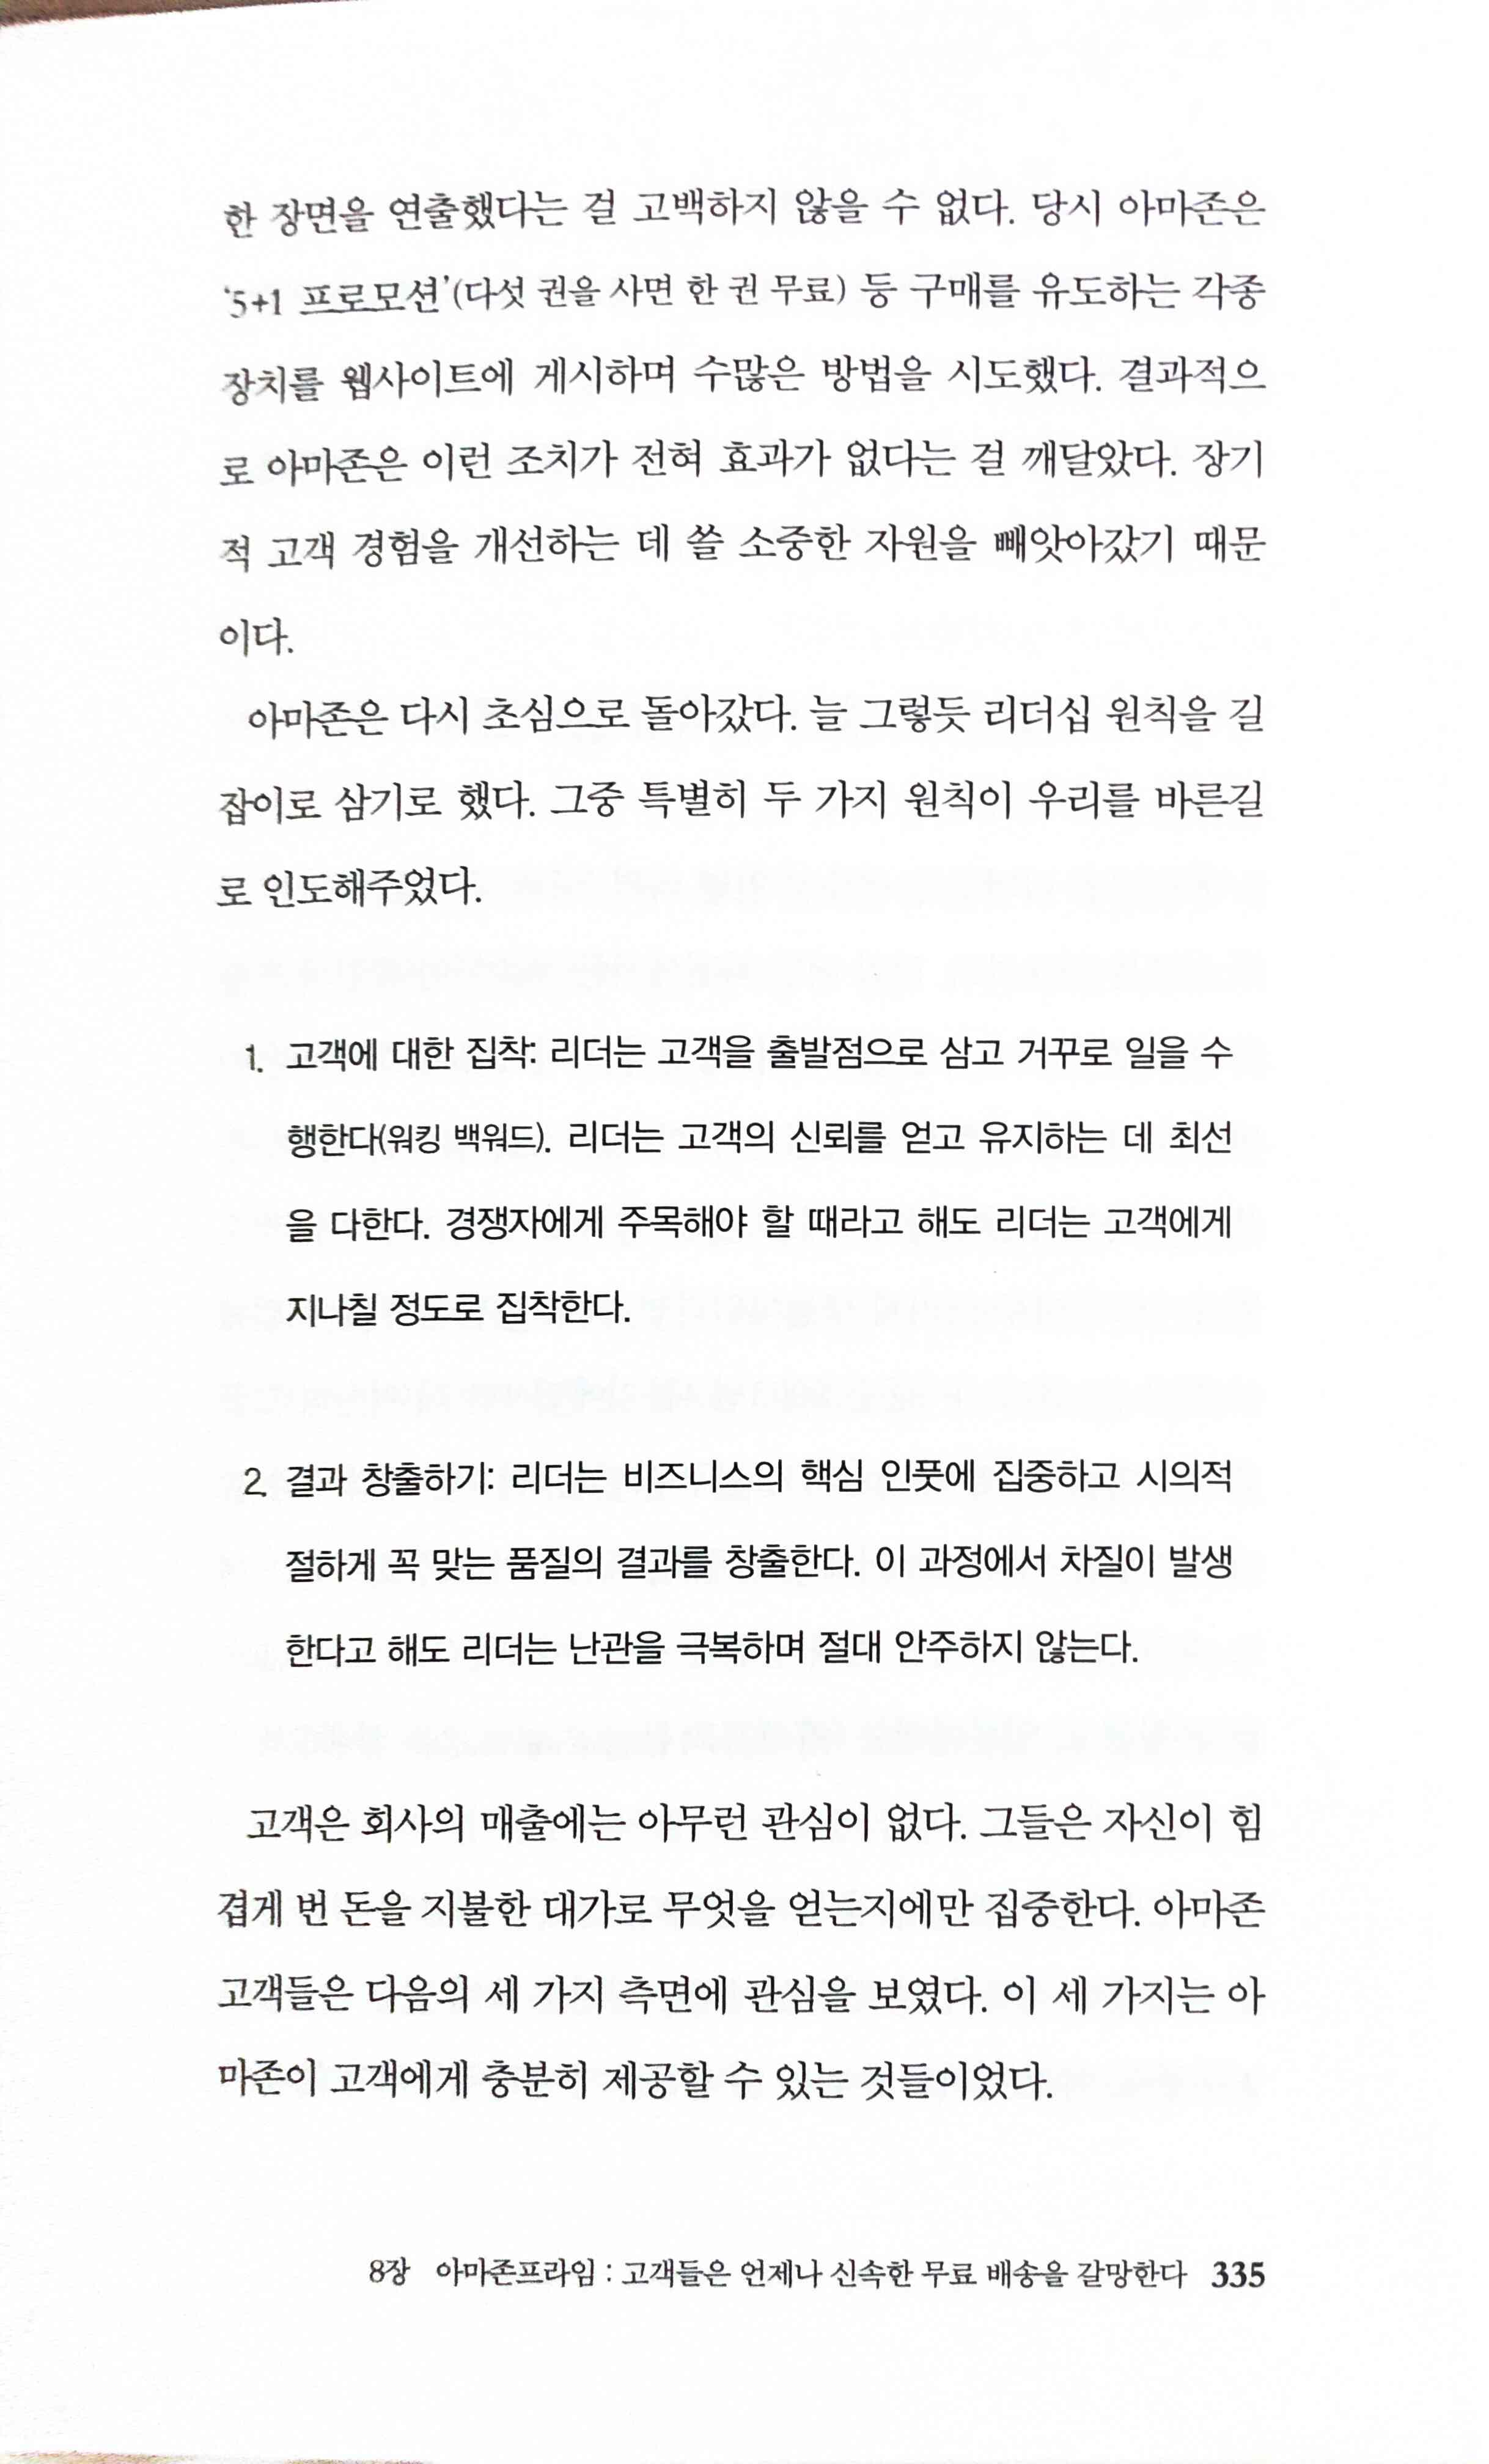 한 장면을 연출했다는 걸 고백하지 않을 수 없다. 당시 아마존은
‘5+1 프로모션’(다섯 권을 사면 한 권 무료) 등 구매를 유도하는 각종
장치를 웹사이트에 게시하며 수많은 방법을 시도했다. 결과적으
로 아마존은 이런 조치가 전혀 효과가 없다는 걸 깨달았다. 장기
적 고객 경험을 개선하는 데 쓸 소중한 자원을 빼앗아갔기 때문
이다.
아마존은 다시 초심으로 돌아갔다. 늘 그렇듯 리더십 원칙을 길
잡이로 삼기로 했다. 그중 특별히 두 가지 원칙이 우리를 바른길
로 인도해주었다.
1. 고객에 대한 집착: 리더는 고객을 출발점으로 삼고 거꾸로 일을 수
행한다(워킹 백워드). 리더는 고객의 신뢰를 얻고 유지하는 데 최선
을 다한다. 경쟁자에게 주목해야 할 때라고 해도 리더는 고객에게
지나칠 정도로 집착한다.
2. 결과 창출하기: 리더는 비즈니스의 핵심 인풋에 집중하고 시의적
절하게 꼭 맞는 품질의 결과를 창출한다. 이 과정에서 차질이 발생
한다고 해도 리더는 난관을 극복하며 절대 안주하지 않는다.
고객은 회사의 매출에는 아무런 관심이 없다. 그들은 자신이 힘
겹게 번 돈을 지불한 대가로 무엇을 얻는지에만 집중한다. 아마존
고객들은 다음의 세 가지 측면에 관심을 보였다. 이 세 가지는 아
마존이 고객에게 충분히 제공할 수 있는 것들이었다.
8장 아마존프라임 : 고객들은 언제나 신속한 무료 배송을 갈망한다 335